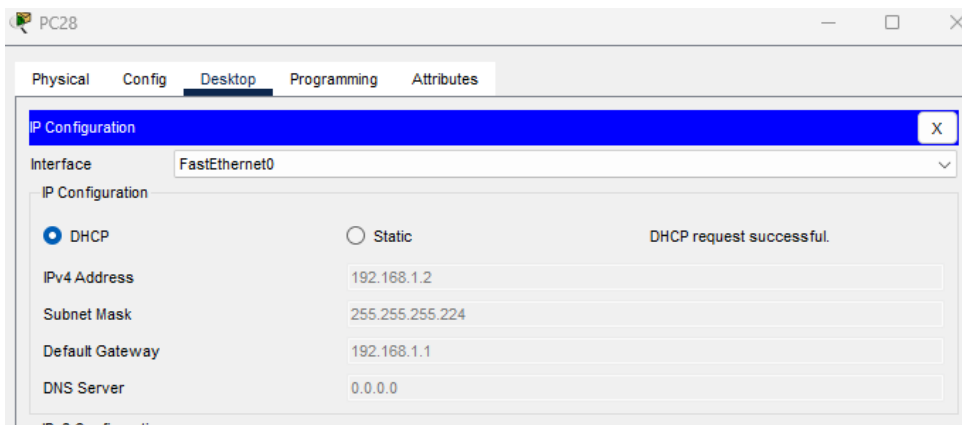 PC28
Physical Config Desktop Programming Attributes
IP Configuration X
Interface FastEthernet0
IP Configuration
DHCP Static DHCP request successful.
IPv4 Address 192.168.1.2
Subnet Mask 255.255.255.224
Default Gateway 192.168.1.1
DNS Server 0.0.0.0